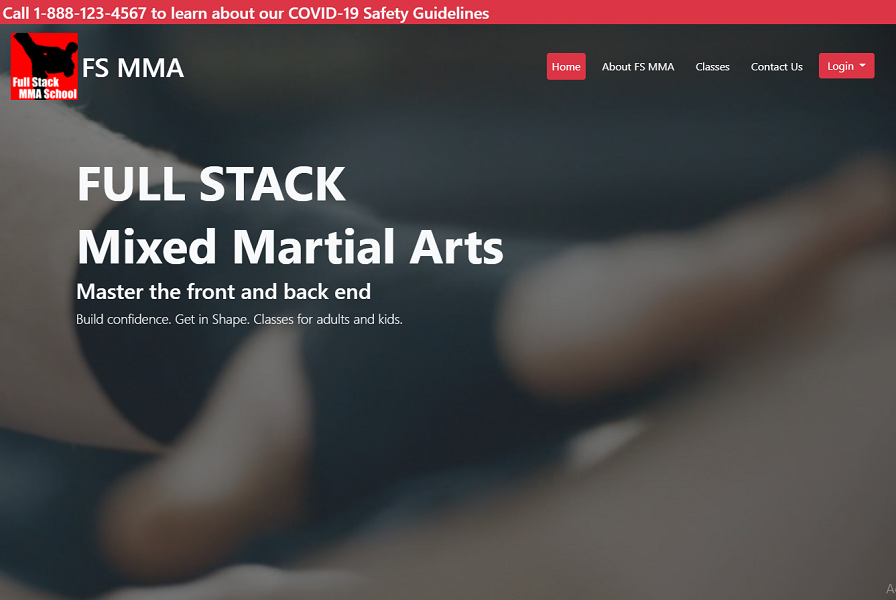 Call 1-888-123-4567 to learn about our COVID-19 Safety Guidelines
Full Stack
MMA School
FS MMA
Home About FS MMA Classes Contact Us Login
FULL STACK
Mixed Martial Arts
Master the front and back end
Build confidence. Get in Shape. Classes for adults and kids.